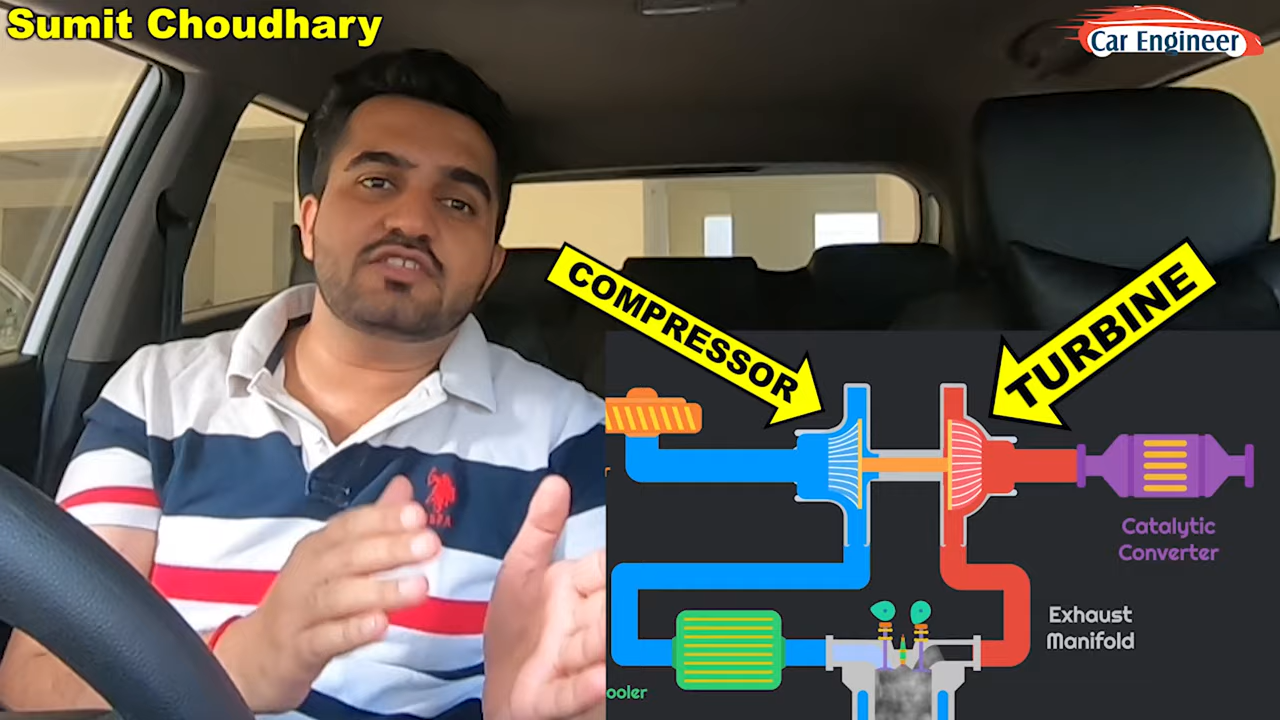 Sumit Choudhary
Car Engineer
COMPRESSOR
TURBINE
Catalytic
Converter
Exhaust
Manifold
ooler